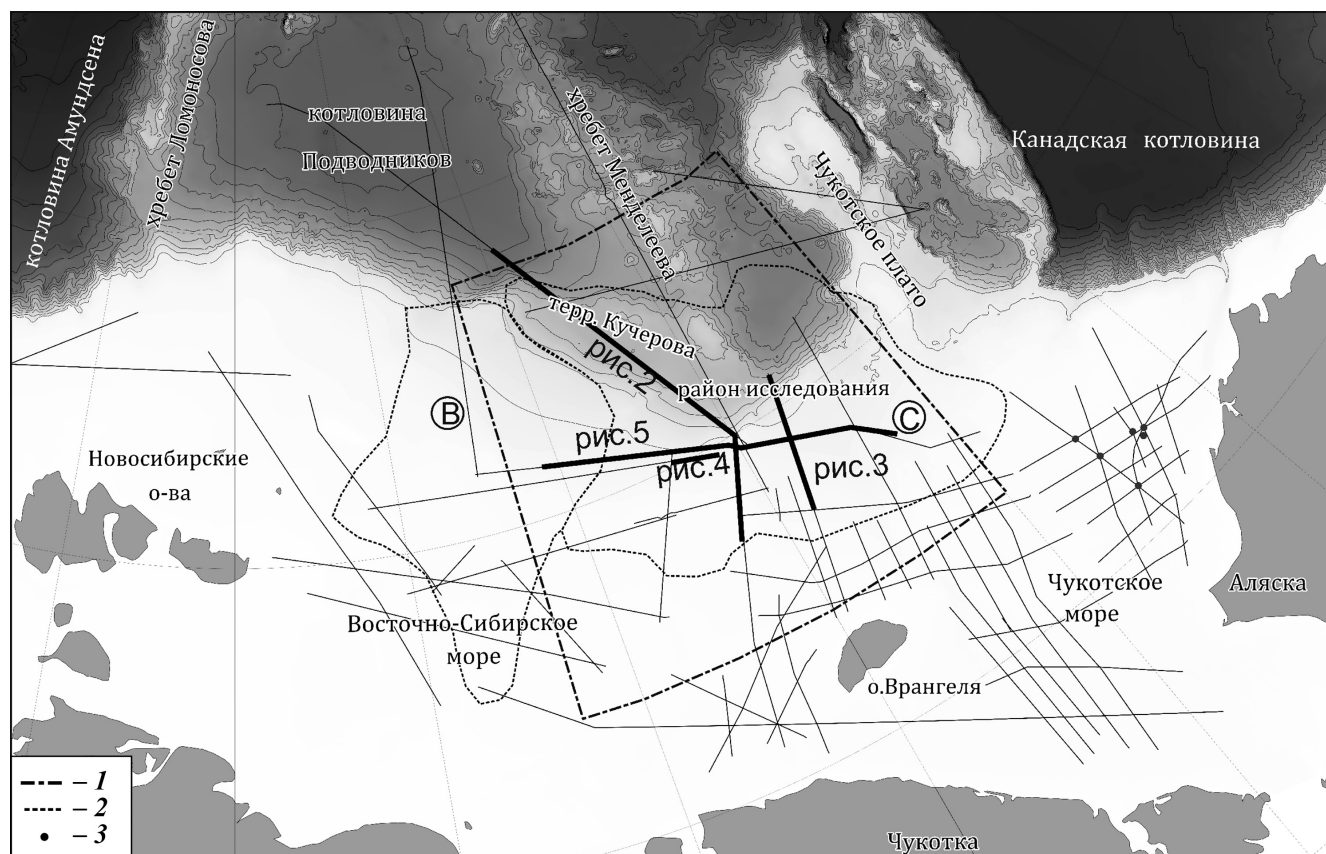 котловина Амундсена
хребет Ломоносова
котловина
Подводников
хребет Менделеева
Чукотское плато
Канадская котловина
терр. Кучерова
рис.2
район исследования
В
С
рис.5
рис.4
рис.3
Новосибирские
о-ва
Восточно-Сибирское
море
Чукотское
море
Аляска
о.Врангеля
Чукотка
– 1
– 2
– 3